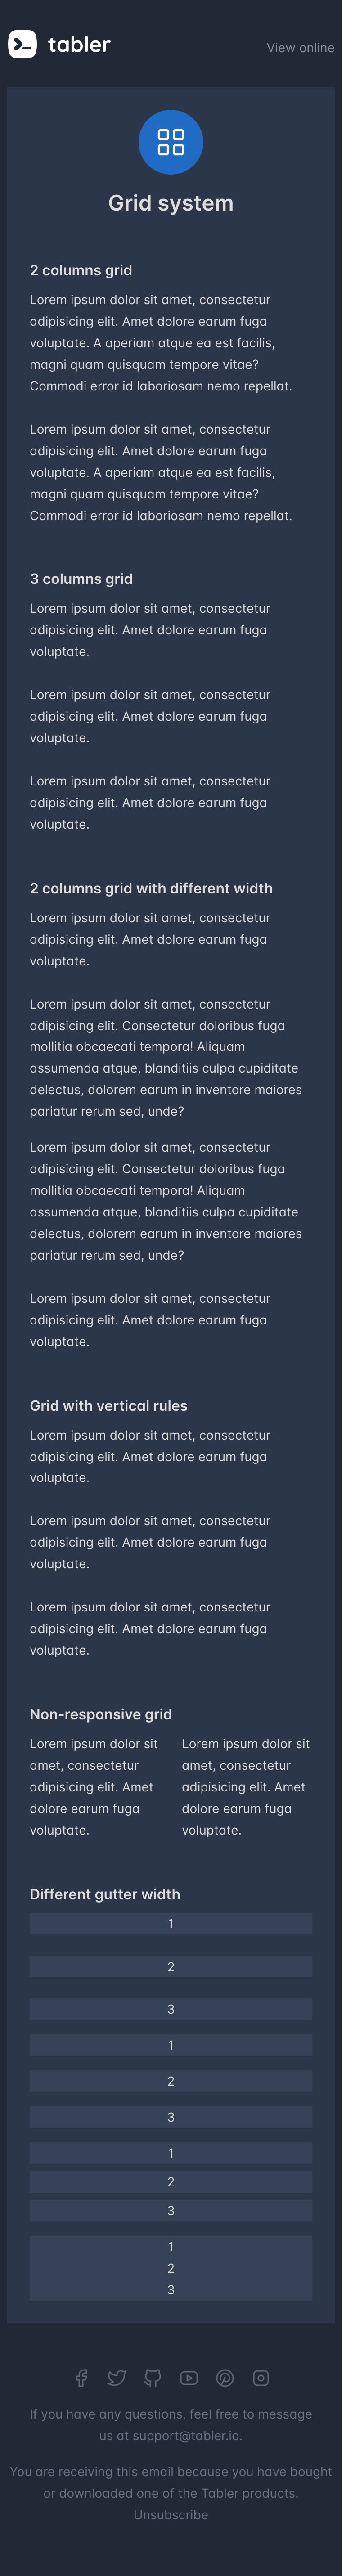 tabler
View online
Grid system
2 columns grid
Lorem ipsum dolor sit amet, consectetur
adipisicing elit. Amet dolore earum fuga
voluptate. A aperiam atque ea est facilis,
magni quam quisquam tempore vitae?
Commodi error id laboriosam nemo repellat.
Lorem ipsum dolor sit amet, consectetur
adipisicing elit. Amet dolore earum fuga
voluptate. A aperiam atque ea est facilis,
magni quam quisquam tempore vitae?
Commodi error id laboriosam nemo repellat.
3 columns grid
Lorem ipsum dolor sit amet, consectetur
adipisicing elit. Amet dolore earum fuga
voluptate.
Lorem ipsum dolor sit amet, consectetur
adipisicing elit. Amet dolore earum fuga
voluptate.
Lorem ipsum dolor sit amet, consectetur
adipisicing elit. Amet dolore earum fuga
voluptate.
2 columns grid with different width
Lorem ipsum dolor sit amet, consectetur
adipisicing elit. Amet dolore earum fuga
voluptate.
Lorem ipsum dolor sit amet, consectetur
adipisicing elit. Consectetur doloribus fuga
mollitia obcaecati tempora! Aliquam
assumenda atque, blanditiis culpa cupiditate
delectus, dolorem earum in inventore maiores
pariatur rerum sed, unde?
Lorem ipsum dolor sit amet, consectetur
adipisicing elit. Consectetur doloribus fuga
mollitia obcaecati tempora! Aliquam
assumenda atque, blanditiis culpa cupiditate
delectus, dolorem earum in inventore maiores
pariatur rerum sed, unde?
Lorem ipsum dolor sit amet, consectetur
adipisicing elit. Amet dolore earum fuga
voluptate.
Grid with vertical rules
Lorem ipsum dolor sit amet, consectetur
adipisicing elit. Amet dolore earum fuga
voluptate.
Lorem ipsum dolor sit amet, consectetur
adipisicing elit. Amet dolore earum fuga
voluptate.
Lorem ipsum dolor sit amet, consectetur
adipisicing elit. Amet dolore earum fuga
voluptate.
Non-responsive grid
Lorem ipsum dolor sit
amet, consectetur
adipisicing elit. Amet
dolore earum fuga
voluptate.
Lorem ipsum dolor sit
amet, consectetur
adipisicing elit. Amet
dolore earum fuga
voluptate.
Different gutter width
1
2
3
1
2
3
1
2
3
1
2
3
If you have any questions, feel free to message
us at support@tabler.io.
You are receiving this email because you have bought
or downloaded one of the Tabler products.
Unsubscribe